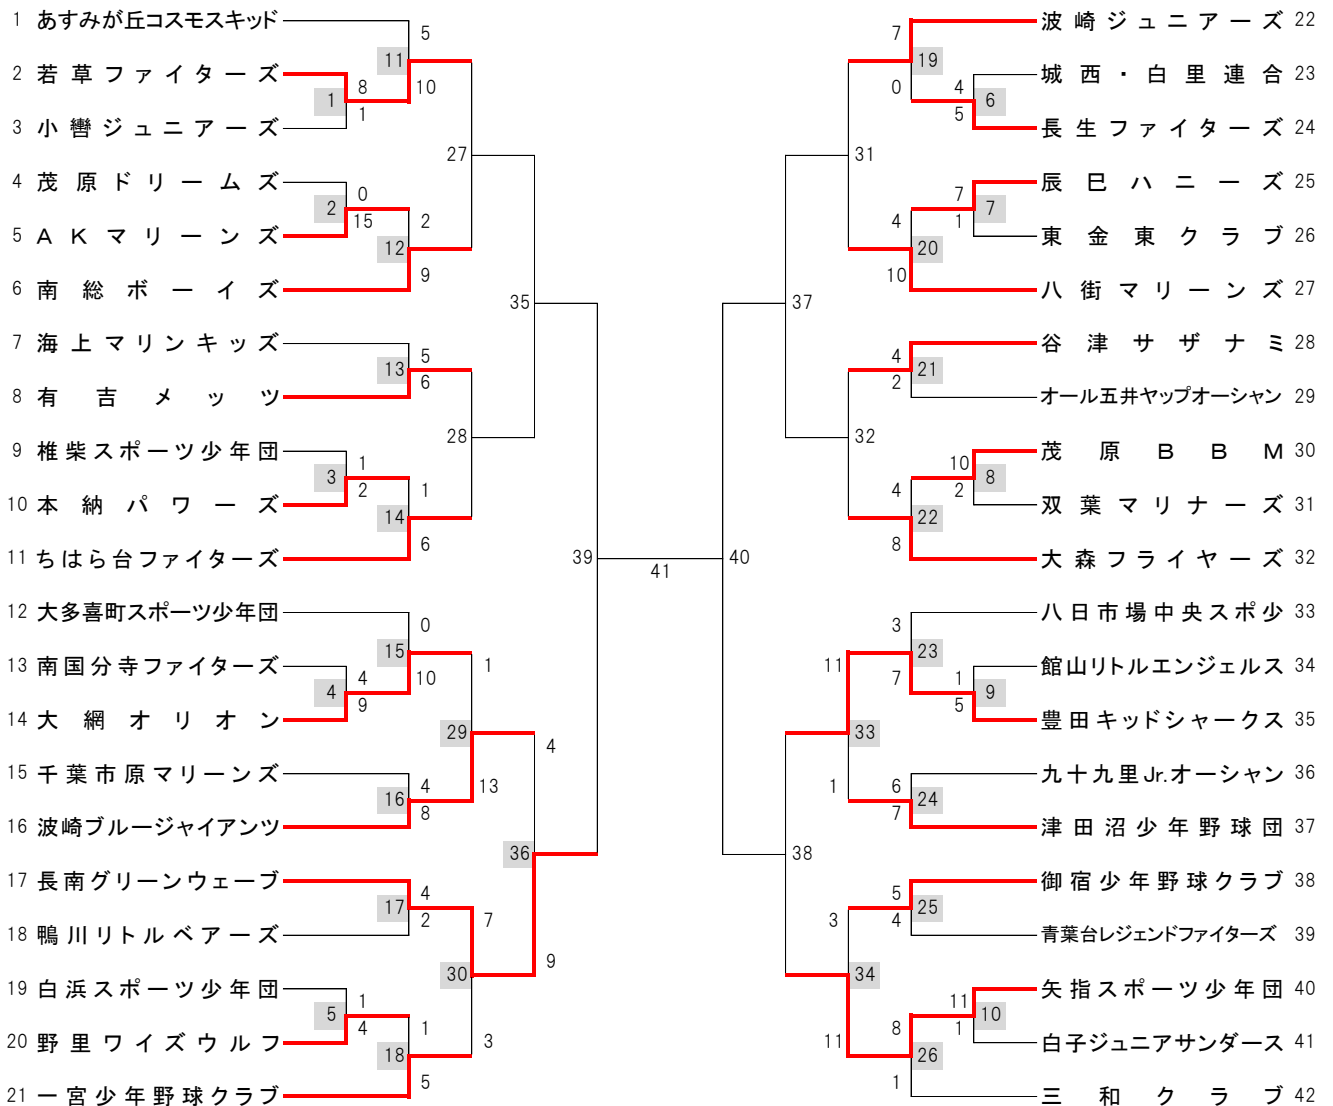 1 あすみが丘コスモスキッド
5
11
2 若草ファイターズ
8
10
1
1
3 小轡ジュニアーズ
27
4 茂原ドリームズ
0
2
15
2
5 AKマリーンズ
12
9
6 南総ボーイズ
35
7 海上マリンキッズ
5
13
6
8 有吉メッツ
28
9 椎柴スポーツ少年団
1
3
2
1
10 本納パワーズ
14
6
11 ちはら台ファイターズ
39
41
12 大多喜町スポーツ少年団
0
15
1
13 南国分寺ファイターズ
4
10
4
9
14 大網オリオン
29
4
15 千葉市原マリーンズ
4
13
16
8
16 波崎ブルージャイアンツ
36
17 長南グリーンウェーブ
4
17
7
2
18 鴨川リトルベアーズ
30
9
19 白浜スポーツ少年団
1
5
4
1
3
20 野里ワイズウルフ
18
5
21 一宮少年野球クラブ
波崎ジュニアーズ 22
7
19
城西・白里連合 23
0
4
6
5
長生ファイターズ 24
31
辰巳ハニーズ 25
7
7
4
1
東金東クラブ 26
20
10
八街マリーンズ 27
37
谷津サザナミ 28
4
21
2
オール五井ヤップオーシャン 29
32
茂原BBM 30
10
8
4
2
双葉マリナーズ 31
22
8
大森フライヤーズ 32
40
八日市場中央スポ少 33
3
23
11
館山リトルエンジェルス 34
7
1
9
5
豊田キッドシャークス 35
33
九十九里Jr.オーシャン 36
1
6
24
7
津田沼少年野球団 37
38
御宿少年野球クラブ 38
5
25
3
4
青葉台レジェンドファイターズ 39
34
矢指スポーツ少年団 40
11
10
11
8
1
白子ジュニアサンダース 41
26
1
三和クラブ 42